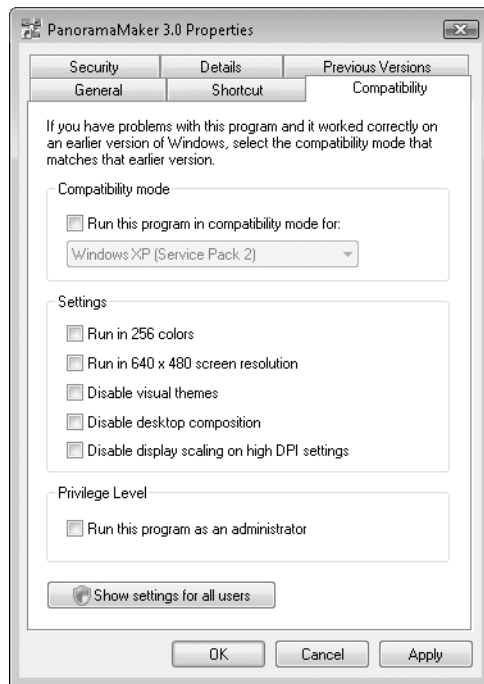 PanoramaMaker 3.0 Properties
Security Details Previous Versions
General Shortcut Compatibility
If you have problems with this program and it worked correctly on
an earlier version of Windows, select the compatibility mode that
matches that earlier version.
Compatibility mode
Run this program in compatibility mode for:
Windows XP (Service Pack 2)
Settings
Run in 256 colors
Run in 640 x 480 screen resolution
Disable visual themes
Disable desktop composition
Disable display scaling on high DPI settings
Privilege Level
Run this program as an administrator
Show settings for all users
OK Cancel Apply